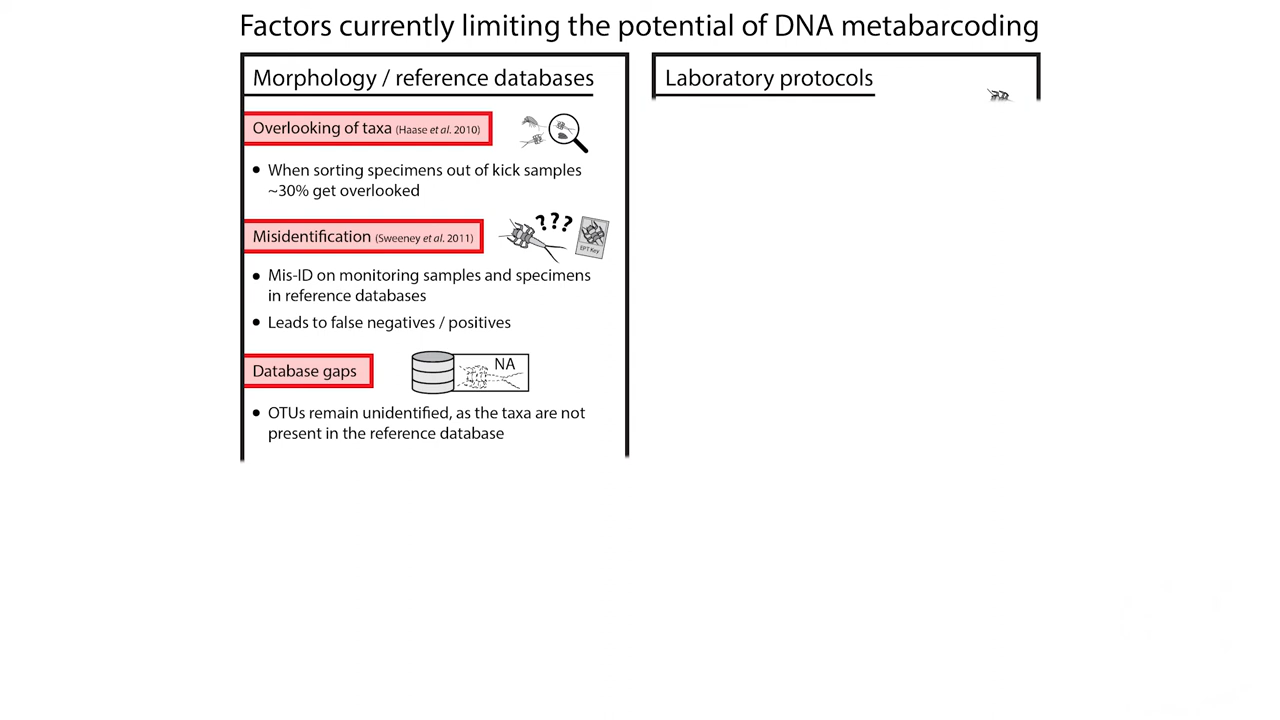 Factors currently limiting the potential of DNA metabarcoding
Morphology / reference databases
Overlooking of taxa (Haase et al. 2010)
• When sorting specimens out of kick samples
~30% get overlooked
Misidentification (Sweeney et al. 2011)
???
EPT Key
• Mis-ID on monitoring samples and specimens
in reference databases
• Leads to false negatives / positives
Database gaps
NA
• OTUs remain unidentified, as the taxa are not
present in the reference database
Laboratory protocols